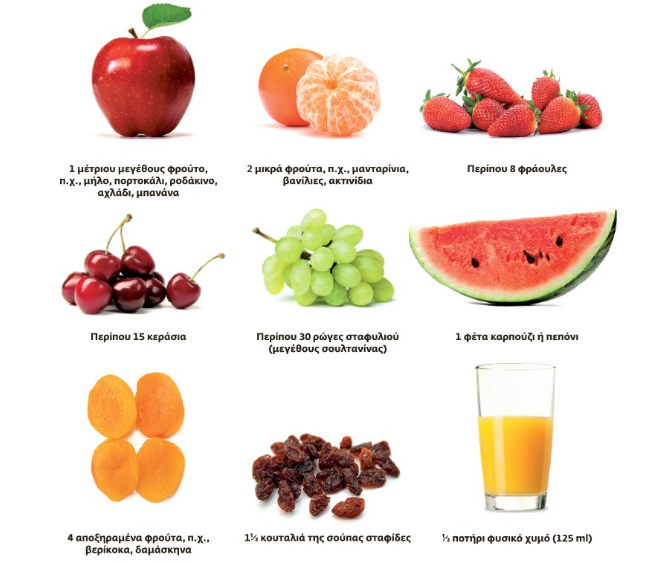 1 μέτριου μεγέθους φρούτο,
π.χ., μήλο, πορτοκάλι, ροδάκινο,
αχλάδι, μπανάνα
2 μικρά φρούτα, π.χ., μανταρίνια,
βανίλιες, ακτινίδια
Περίπου 8 φράουλες
Περίπου 15 κεράσια
Περίπου 30 ρώγες σταφυλιού
(μεγέθους σουλτανίνας)
1 φέτα καρπούζι ή πεπόνι
4 αποξηραμένα φρούτα, π.χ.,
βερίκοκα, δαμάσκηνα
1½ κουταλιά της σούπας σταφίδες
½ ποτήρι φυσικό χυμό (125 ml)